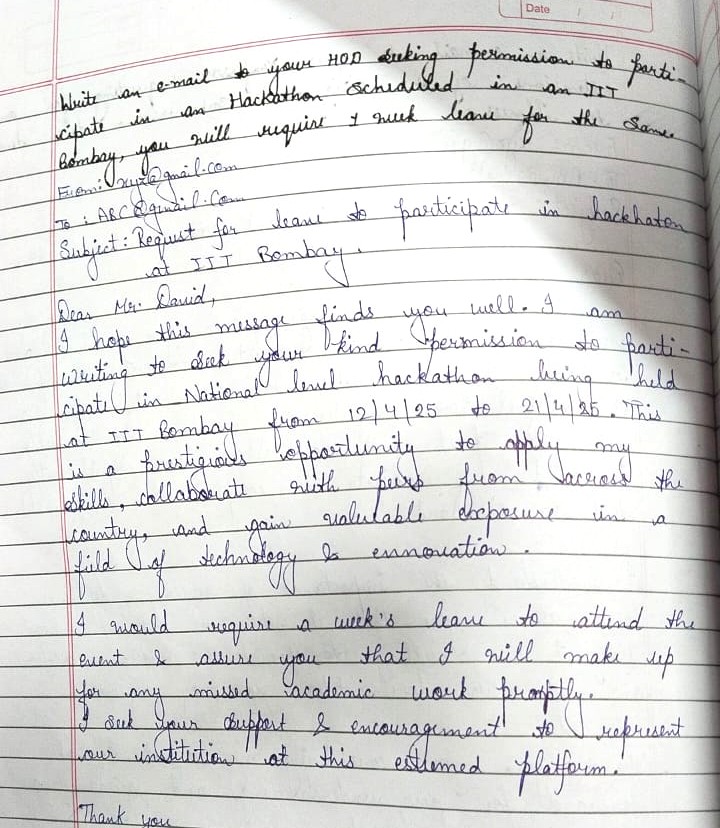 Date / /
Write an e-mail to your HOD seeking permission to parti-
cipate in an Hackathon scheduled in an IIT
Bombay, you will require 1 week leave for the same.
From: xyz@gmail.com
To : ABC@gmail.com
Subject : Request for leave to participate in hackhaton
at IIT Bombay.
Dear Mr. David,
I hope this message finds you well. I am
writing to seek your kind permission to parti-
cipate in National level hackathon being held
at IIT Bombay from 12/4/25 to 21/4/25. This
is a prestigious opportunity to apply my
skills, collaborate with peers from across the
country, and gain valuable exposure in a
field of technology & ennovation.
I would require a week's leave to attend the
event & assure you that I will make up
for any missed academic work promptly.
I seek your support & encouragement to represent
our institution at this esteemed platform.
Thank you